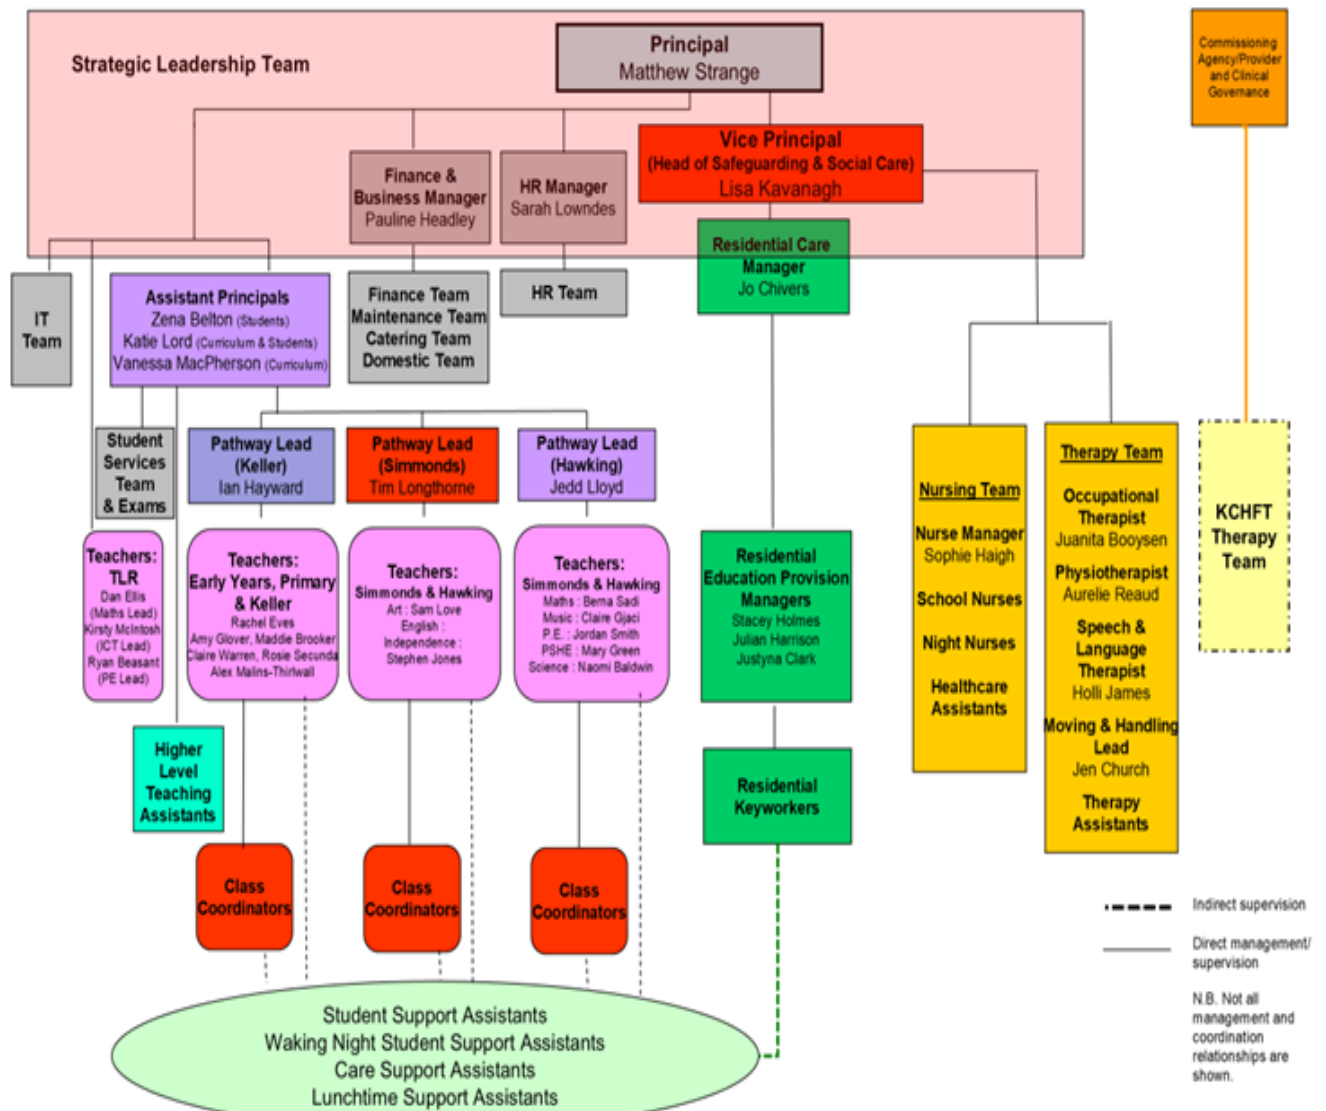 Strategic Leadership Team
Principal
Matthew Strange
Commissioning
Agency/Provider
and Clinical
Governance
Vice Principal
(Head of Safeguarding & Social Care)
Lisa Kavanagh
Finance &
Business Manager
Pauline Headley
HR Manager
Sarah Lowndes
Residential Care
Manager
Jo Chivers
IT
Team
Assistant Principals
Zena Belton (Students)
Katie Lord (Curriculum & Students)
Vanessa MacPherson (Curriculum)
Finance Team
Maintenance Team
Catering Team
Domestic Team
HR Team
Student
Services
Team
& Exams
Pathway Lead
(Keller)
Ian Hayward
Pathway Lead
(Simmonds)
Tim Longthorne
Pathway Lead
(Hawking)
Jedd Lloyd
Teachers:
TLR
Dan Ellis
(Maths Lead)
Kirsty McIntosh
(ICT Lead)
Ryan Beasant
(PE Lead)
Teachers:
Early Years, Primary
& Keller
Rachel Eves
Amy Glover, Maddie Brooker
Claire Warren, Rosie Secunda
Alex Malins-Thirlwall
Teachers:
Simmonds & Hawking
Art : Sam Love
English :
Independence :
Stephen Jones
Teachers:
Simmonds & Hawking
Maths : Berna Sadi
Music : Claire Gjaci
P.E. : Jordan Smith
PSHE : Mary Green
Science : Naomi Baldwin
Residential
Education Provision
Managers
Stacey Holmes
Julian Harrison
Justyna Clark
Nursing Team
Nurse Manager
Sophie Haigh
School Nurses
Night Nurses
Healthcare
Assistants
Therapy Team
Occupational
Therapist
Juanita Booysen
Physiotherapist
Aurelie Reaud
Speech &
Language
Therapist
Holli James
Moving & Handling
Lead
Jen Church
Therapy
Assistants
KCHFT
Therapy
Team
Higher
Level
Teaching
Assistants
Residential
Keyworkers
Class
Coordinators
Class
Coordinators
Class
Coordinators
Student Support Assistants
Waking Night Student Support Assistants
Care Support Assistants
Lunchtime Support Assistants
Indirect supervision
Direct management/
supervision
N.B. Not all
management and
coordination
relationships are
shown.